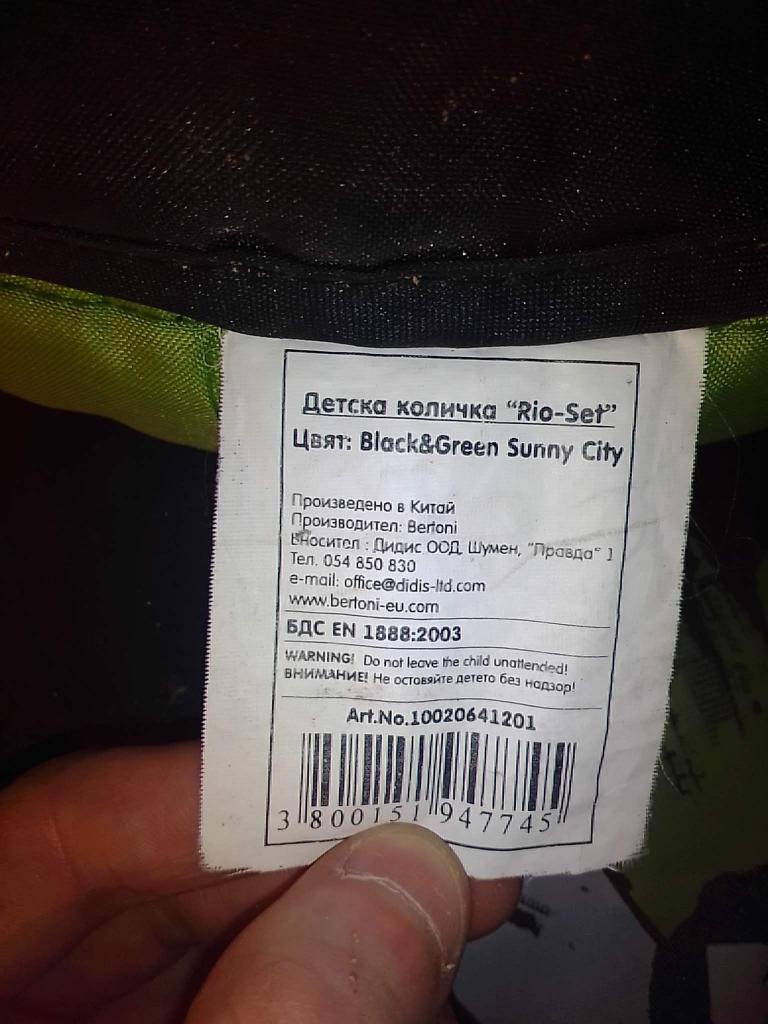 Детска количка “Rio-Set”
Цвят: Black&Green Sunny City
Произведено в Китай
Производител: Bertoni
Вносител : Дидис ООД, Шумен, "Правда" 1
Тел. 054 850 830
e-mail: office@didis-ltd.com
www.bertoni-eu.com
БДС EN 1888:2003
WARNING! Do not leave the child unattended!
ВНИМАНИЕ! Не остовяйте детето без надзор!
Art.No.10020641201
3 800151 947745